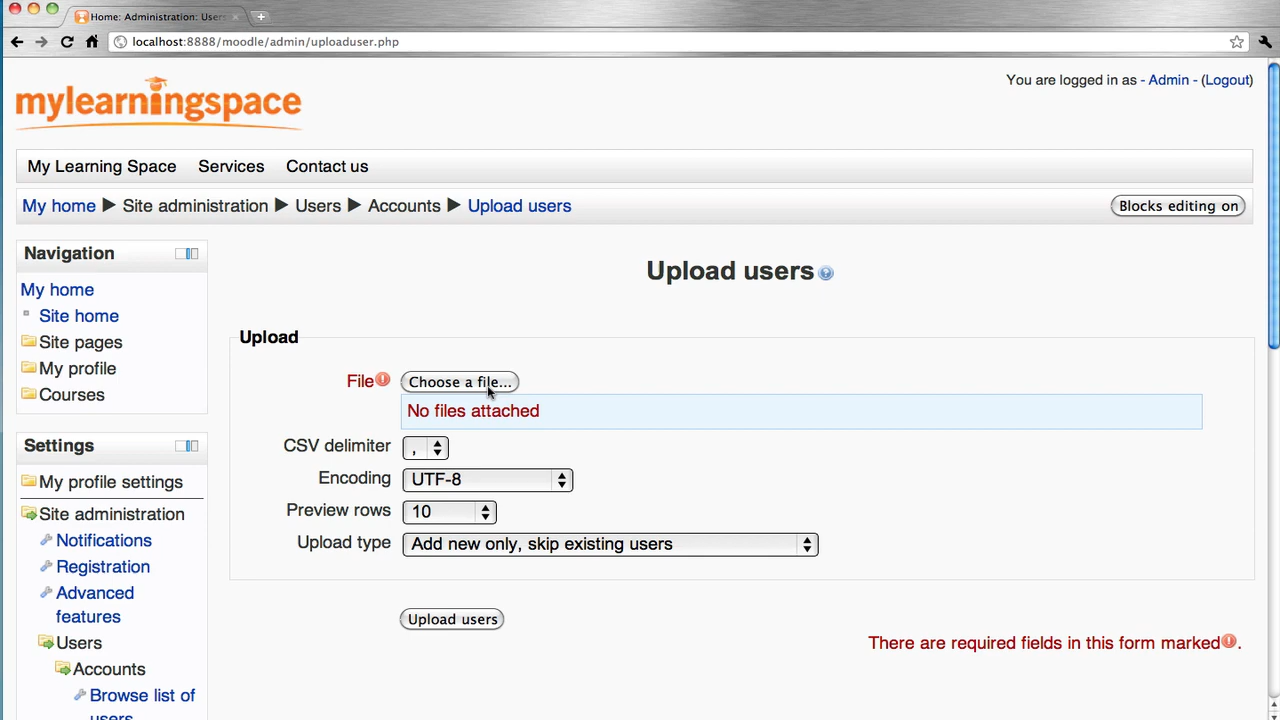 Home: Administration: Users
localhost:8888/moodle/admin/uploaduser.php
mylearningspace
You are logged in as - Admin - (Logout)
My Learning Space Services Contact us
My home ▶ Site administration ▶ Users ▶ Accounts ▶ Upload users
Blocks editing on
Navigation
My home
Site home
Site pages
My profile
Courses
Settings
My profile settings
Site administration
Notifications
Registration
Advanced
features
Users
Accounts
Browse list of
users
Upload users
Upload
File Choose a file...
No files attached
CSV delimiter ,
Encoding UTF-8
Preview rows 10
Upload type Add new only, skip existing users
Upload users
There are required fields in this form marked .